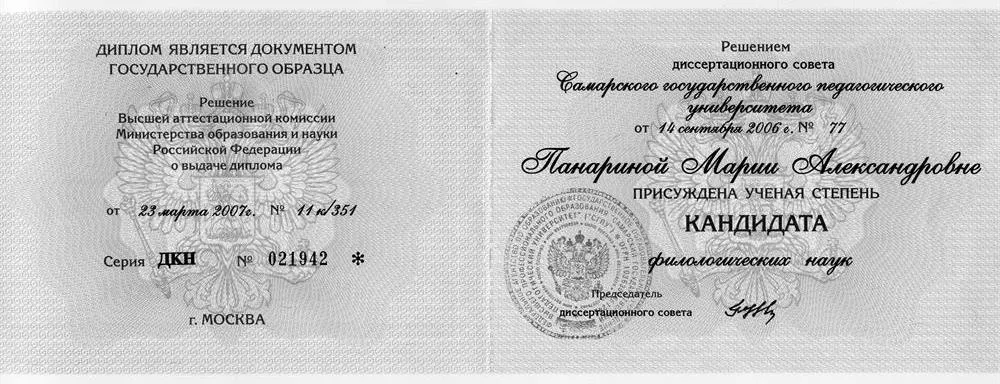 ДИПЛОМ ЯВЛЯЕТСЯ ДОКУМЕНТОМ
ГОСУДАРСТВЕННОГО ОБРАЗЦА
Решение
Высшей аттестационной комиссии
Министерства образования и науки
Российской Федерации
о выдаче диплома
от 23 марта 2007г. № 11к/351
Серия ДКН № 021942 *
г. МОСКВА
Решением
диссертационного совета
Самарского государственного педагогического
университета
от 14 сентября 2006 г. № 77
Панариной Марии Александровне
ПРИСУЖДЕНА УЧЕНАЯ СТЕПЕНЬ
КАНДИДАТА
филологических наук
Председатель
диссертационного совета